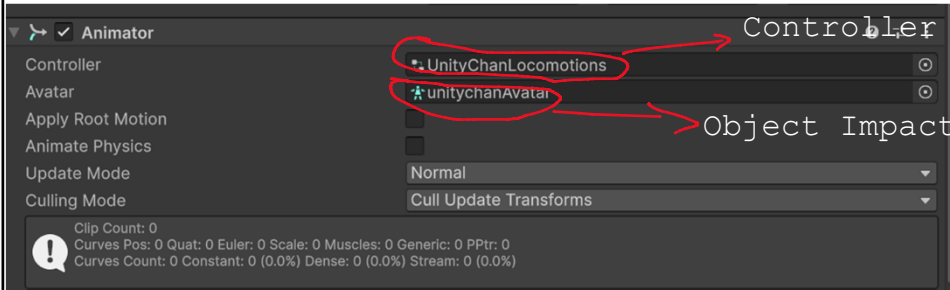 Animator
Controller
Controller UnityChanLocomotions
Avatar unitychanAvatar
Object Impact
Apply Root Motion
Animate Physics
Update Mode Normal
Culling Mode Cull Update Transforms
Clip Count: 0
Curves Pos: 0 Quat: 0 Euler: 0 Scale: 0 Muscles: 0 Generic: 0 PPtr: 0
Curves Count: 0 Constant: 0 (0.0%) Dense: 0 (0.0%) Stream: 0 (0.0%)